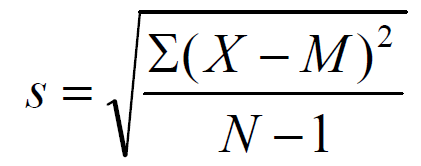 s = √(Σ(X − M)² / (N − 1))